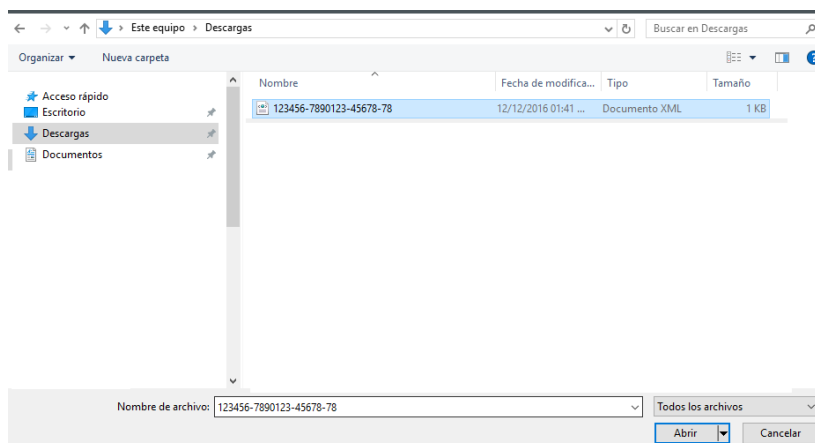 Este equipo > Descargas
Buscar en Descargas
Organizar
Nueva carpeta
?
Nombre
Fecha de modifica...
Tipo
Tamaño
123456-7890123-45678-78
12/12/2016 01:41 ...
Documento XML
1 KB
Acceso rápido
Escritorio
Descargas
Documentos
Nombre de archivo: 123456-7890123-45678-78
Todos los archivos
Abrir
Cancelar